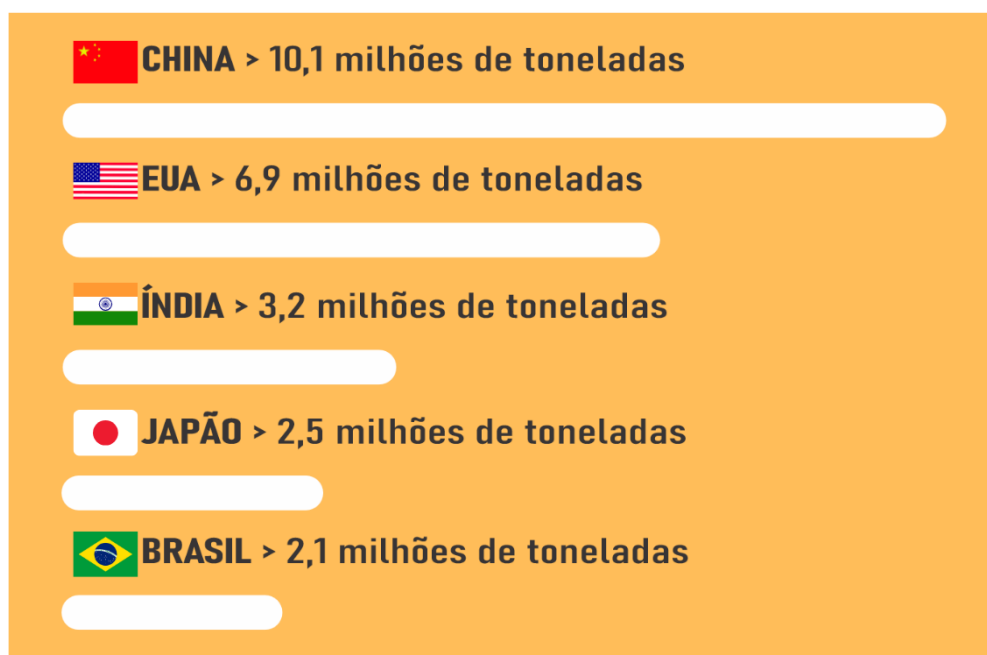 CHINA > 10,1 milhões de toneladas
EUA > 6,9 milhões de toneladas
ÍNDIA > 3,2 milhões de toneladas
JAPÃO > 2,5 milhões de toneladas
BRASIL > 2,1 milhões de toneladas